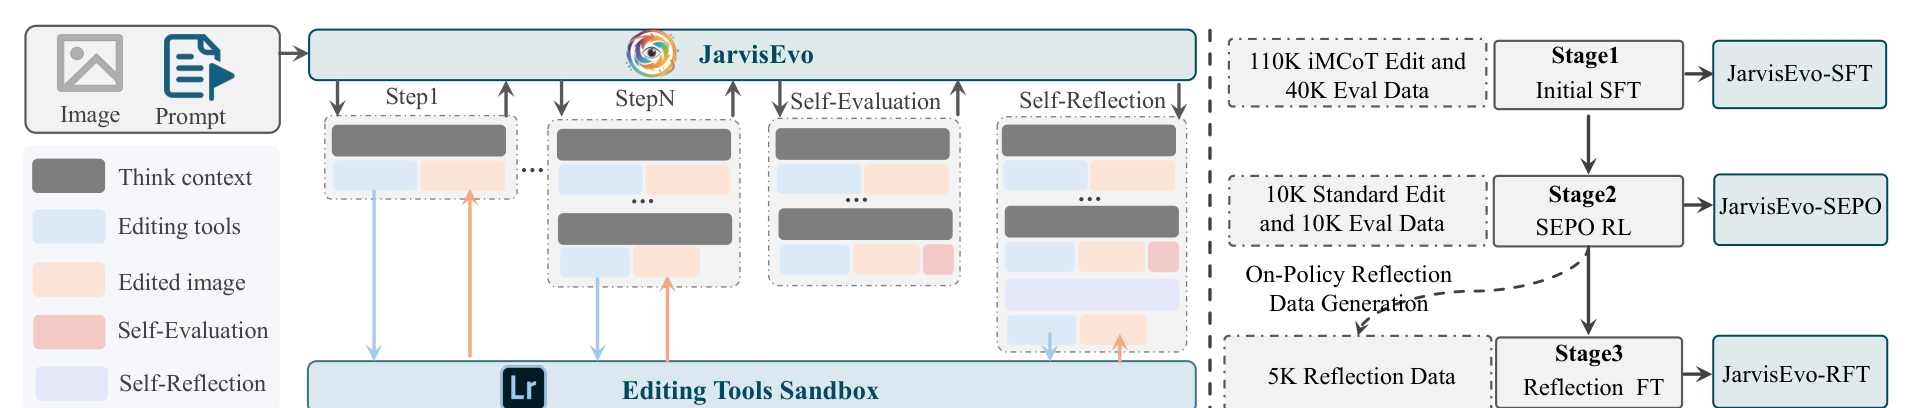 Image
Prompt
Think context
Editing tools
Edited image
Self-Evaluation
Self-Reflection
JarvisEvo
Step1
StepN
Self-Evaluation
Self-Reflection
...
...
...
...
Lr
Editing Tools Sandbox
110K iMCoT Edit and
40K Eval Data
Stage1
Initial SFT
JarvisEvo-SFT
10K Standard Edit
and 10K Eval Data
Stage2
SEPO RL
JarvisEvo-SEPO
On-Policy Reflection
Data Generation
5K Reflection Data
Stage3
Reflection FT
JarvisEvo-RFT